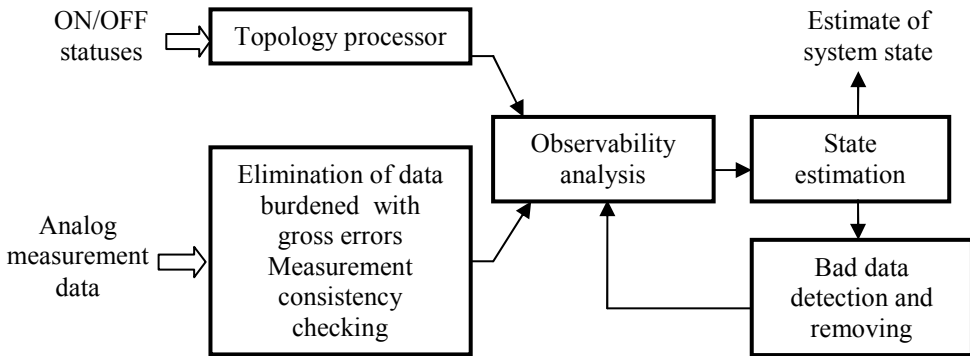 ON/OFF
statuses
Topology processor
Estimate of
system state
Observability
analysis
State
estimation
Elimination of data
burdened with
gross errors
Measurement
consistency
checking
Analog
measurement
data
Bad data
detection and
removing